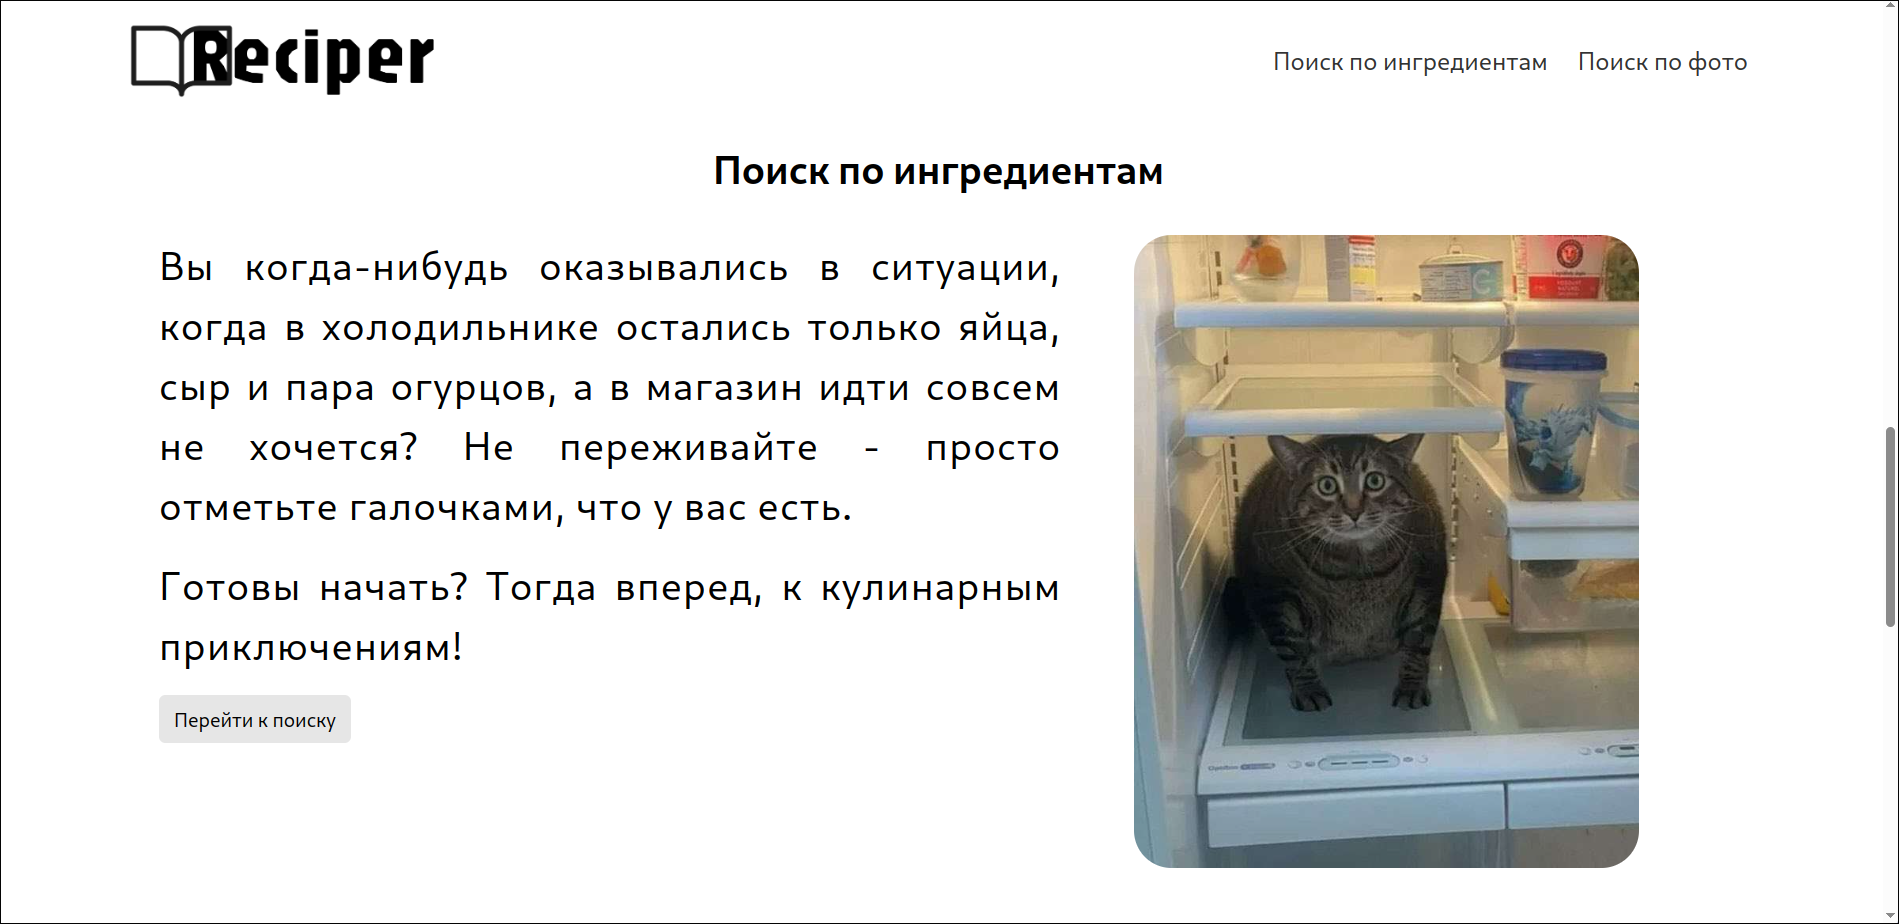 Reciper
Поиск по ингредиентам Поиск по фото
Поиск по ингредиентам
Вы когда-нибудь оказывались в ситуации,
когда в холодильнике остались только яйца,
сыр и пара огурцов, а в магазин идти совсем
не хочется? Не переживайте - просто
отметьте галочками, что у вас есть.
Готовы начать? Тогда вперед, к кулинарным
приключениям!
Перейти к поиску